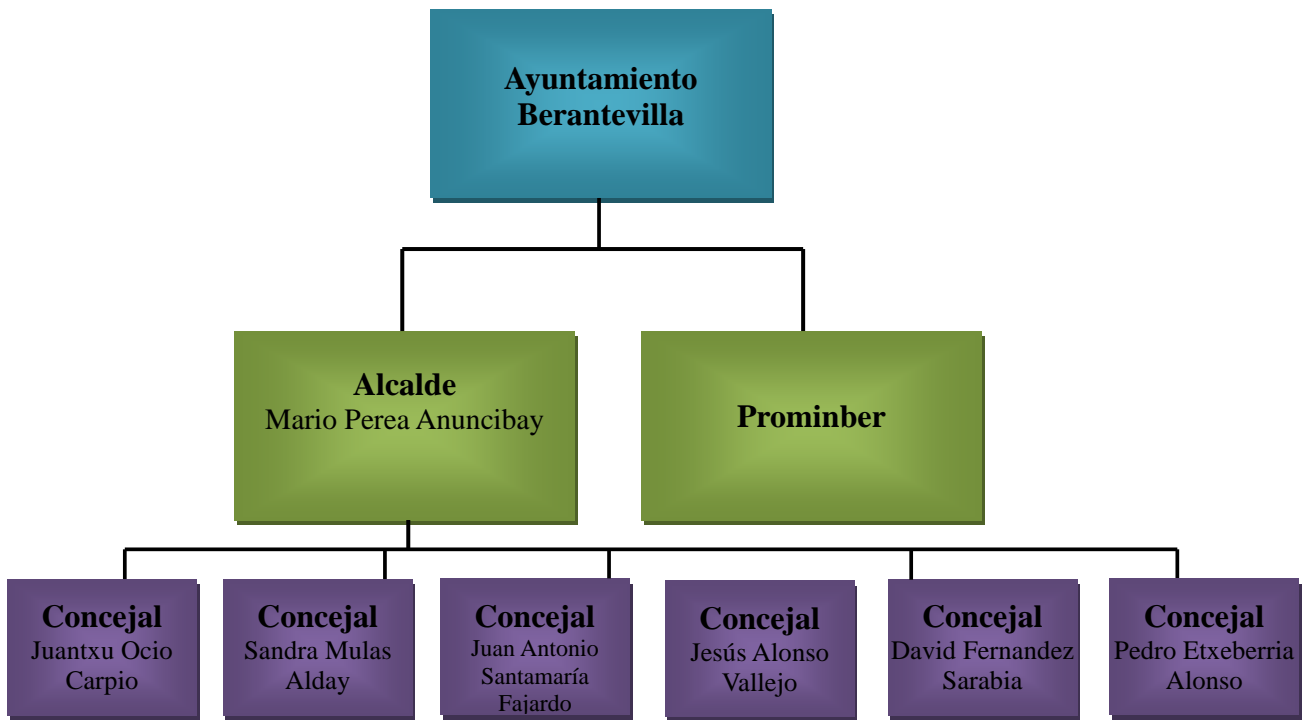 Ayuntamiento
Berantevilla
Alcalde
Mario Perea Anuncibay
Prominber
Concejal
Juantxu Ocio
Carpio
Concejal
Sandra Mulas
Alday
Concejal
Juan Antonio
Santamaría
Fajardo
Concejal
Jesús Alonso
Vallejo
Concejal
David Fernandez
Sarabia
Concejal
Pedro Etxeberria
Alonso